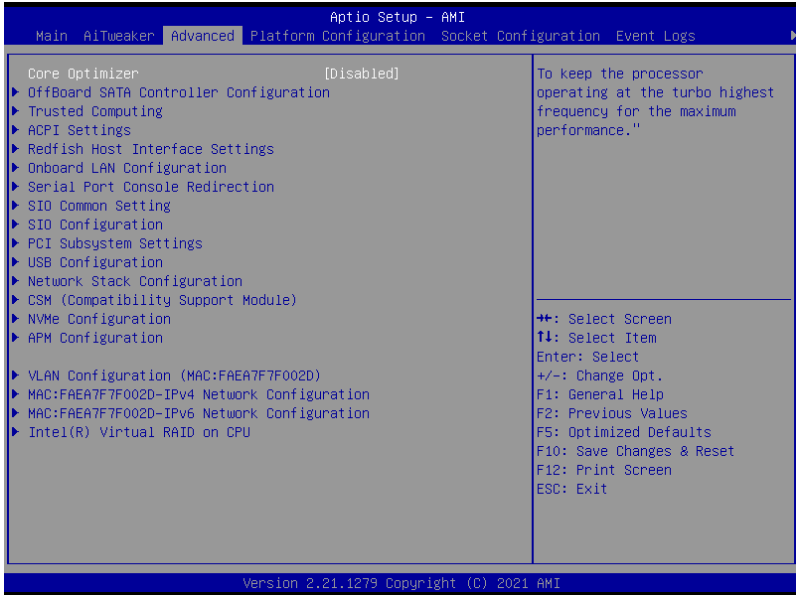 Aptio Setup – AMI
Main AiTweaker Advanced Platform Configuration Socket Configuration Event Logs
Core Optimizer [Disabled]
OffBoard SATA Controller Configuration
Trusted Computing
ACPI Settings
Redfish Host Interface Settings
Onboard LAN Configuration
Serial Port Console Redirection
SIO Common Setting
SIO Configuration
PCI Subsystem Settings
USB Configuration
Network Stack Configuration
CSM (Compatibility Support Module)
NVMe Configuration
APM Configuration
VLAN Configuration (MAC:FAEA7F7F002D)
MAC:FAEA7F7F002D-IPv4 Network Configuration
MAC:FAEA7F7F002D-IPv6 Network Configuration
Intel(R) Virtual RAID on CPU
To keep the processor
operating at the turbo highest
frequency for the maximum
performance."
→←: Select Screen
↑↓: Select Item
Enter: Select
+/-: Change Opt.
F1: General Help
F2: Previous Values
F5: Optimized Defaults
F10: Save Changes & Reset
F12: Print Screen
ESC: Exit
Version 2.21.1279 Copyright (C) 2021 AMI